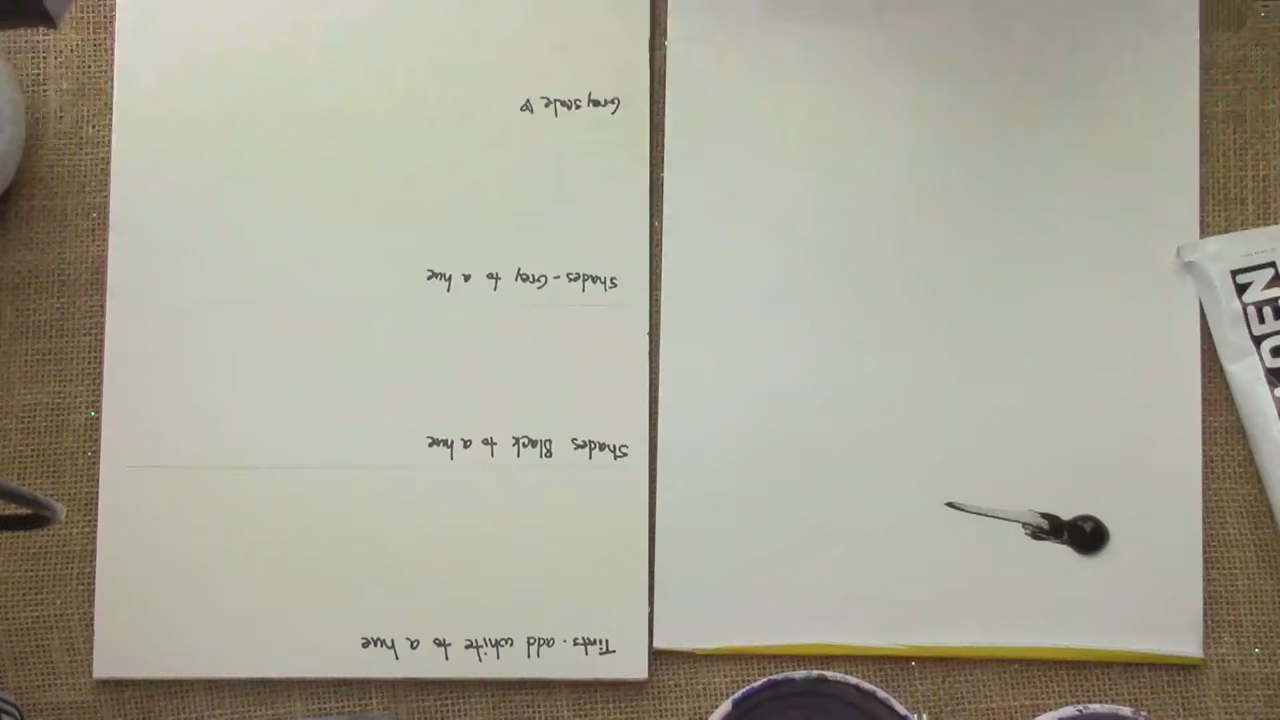 Tints. add white to a hue
Shades Black to a hue
Shades - Grey to a hue
Grey scale